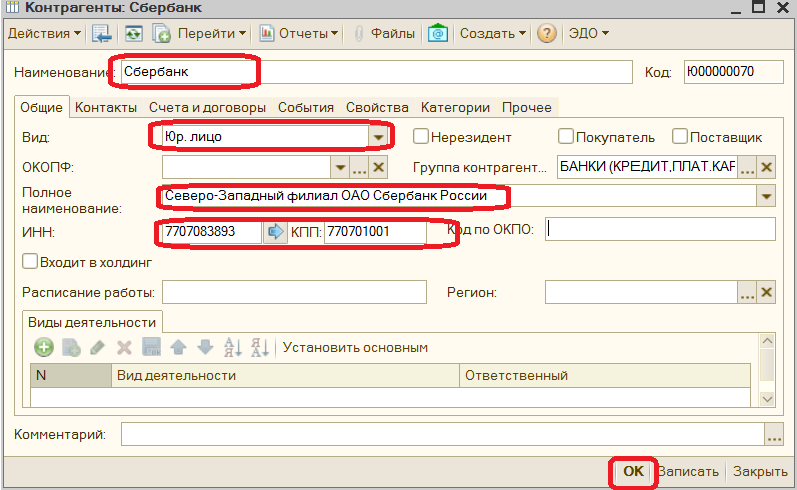 Контрагенты: Сбербанк
Действия Перейти Отчеты Файлы Создать ? ЭДО
Наименование: Сбербанк Код: Ю00000070
Общие Контакты Счета и договоры События Свойства Категории Прочее
Вид: Юр. лицо Нерезидент Покупатель Поставщик
ОКОПФ: ... Группа контрагент... БАНКИ (КРЕДИТ,ПЛАТ.КАР ...
Полное
наименование: Северо-Западный филиал ОАО Сбербанк России
ИНН: 7707083893 КПП: 770701001 Код по ОКПО:
Входит в холдинг
Расписание работы: Регион: ...
Виды деятельности
Установить основным
N Вид деятельности Ответственный
Комментарий: ...
OK Записать Закрыть